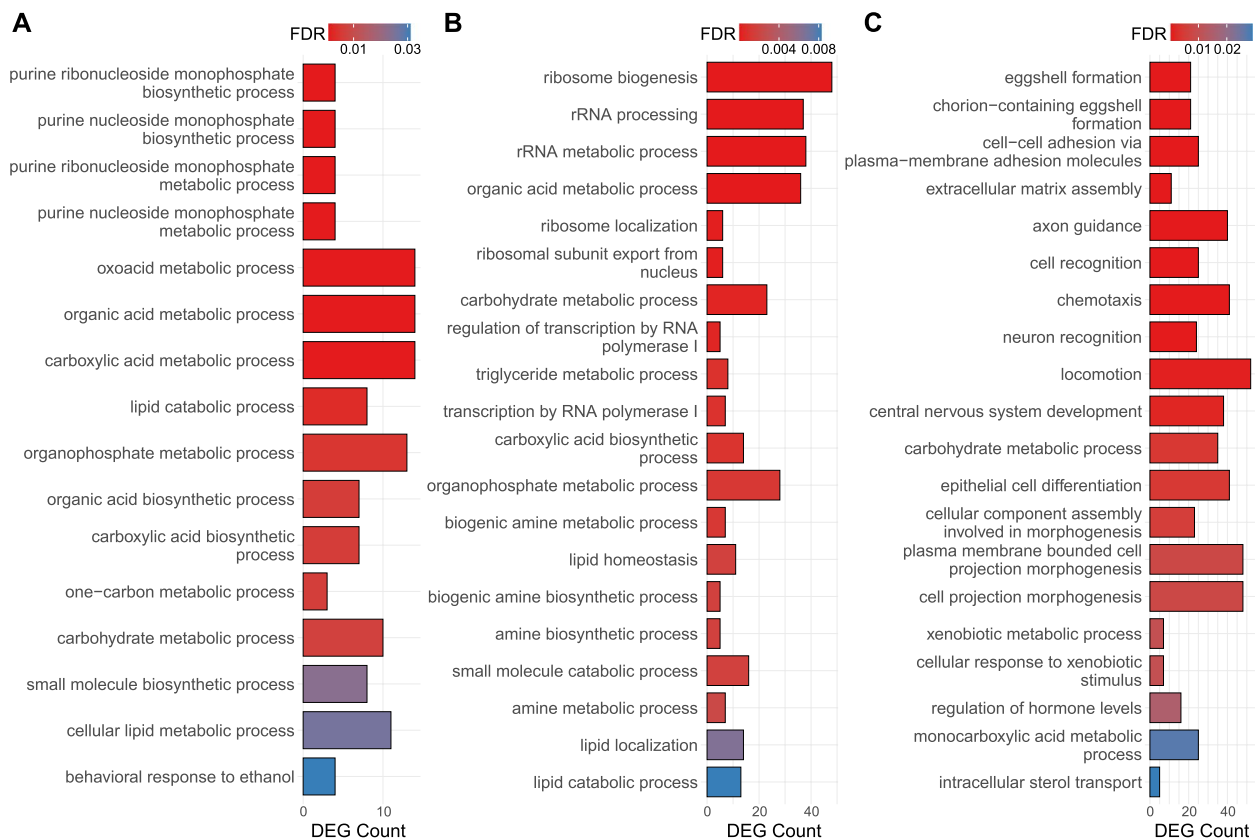 A
FDR
0.01 0.03
purine ribonucleoside monophosphate
biosynthetic process
purine nucleoside monophosphate
biosynthetic process
purine ribonucleoside monophosphate
metabolic process
purine nucleoside monophosphate
metabolic process
oxoacid metabolic process
organic acid metabolic process
carboxylic acid metabolic process
lipid catabolic process
organophosphate metabolic process
organic acid biosynthetic process
carboxylic acid biosynthetic
process
one−carbon metabolic process
carbohydrate metabolic process
small molecule biosynthetic process
cellular lipid metabolic process
behavioral response to ethanol
0 10
DEG Count
B
FDR
0.004 0.008
ribosome biogenesis
rRNA processing
rRNA metabolic process
organic acid metabolic process
ribosome localization
ribosomal subunit export from
nucleus
carbohydrate metabolic process
regulation of transcription by RNA
polymerase I
triglyceride metabolic process
transcription by RNA polymerase I
carboxylic acid biosynthetic
process
organophosphate metabolic process
biogenic amine metabolic process
lipid homeostasis
biogenic amine biosynthetic process
amine biosynthetic process
small molecule catabolic process
amine metabolic process
lipid localization
lipid catabolic process
0 20 40
DEG Count
C
FDR
0.01 0.02
eggshell formation
chorion−containing eggshell
formation
cell−cell adhesion via
plasma−membrane adhesion molecules
extracellular matrix assembly
axon guidance
cell recognition
chemotaxis
neuron recognition
locomotion
central nervous system development
carbohydrate metabolic process
epithelial cell differentiation
cellular component assembly
involved in morphogenesis
plasma membrane bounded cell
projection morphogenesis
cell projection morphogenesis
xenobiotic metabolic process
cellular response to xenobiotic
stimulus
regulation of hormone levels
monocarboxylic acid metabolic
process
intracellular sterol transport
0 20 40
DEG Count